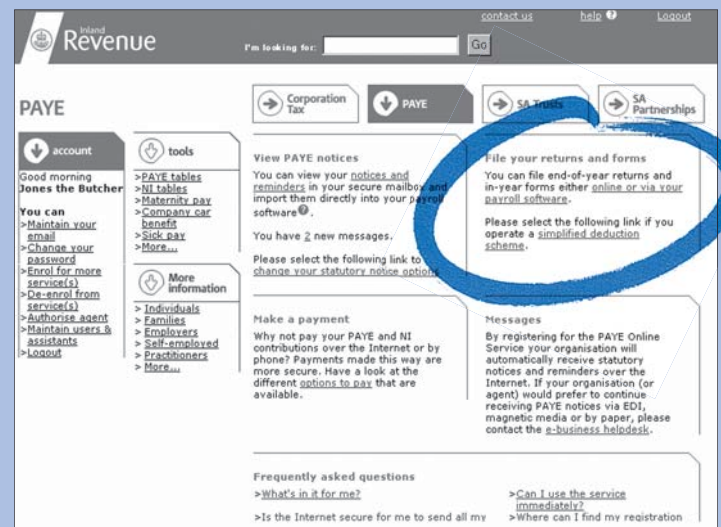 contact us help ? Logout
Inland
Revenue
I'm looking for: Go
PAYE
Corporation
Tax
PAYE
SA Trusts
SA
Partnerships
account
Good morning
Jones the Butcher
You can
>Maintain your
email
>Change your
password
>Enrol for more
service(s)
>De-enrol from
service(s)
>Authorise agent
>Maintain users &
assistants
>Logout
tools
>PAYE tables
>NI tables
>Maternity pay
>Company car
benefit
>Sick pay
>More...
More
information
> Individuals
> Families
> Employers
> Self-employed
> Practitioners
> More...
View PAYE notices
You can view your notices and
reminders in your secure mailbox and
import them directly into your payroll
software?.
You have 2 new messages.
Please select the following link to
change your statutory notice options
File your returns and forms
You can file end-of-year returns and
in-year forms either online or via your
payroll software.
Please select the following link if you
operate a simplified deduction
scheme.
Make a payment
Why not pay your PAYE and NI
contributions over the Internet or by
phone? Payments made this way are
more secure. Have a look at the
different options to pay that are
available.
Messages
By registering for the PAYE Online
Service your organisation will
automatically receive statutory
notices and reminders over the
Internet. If your organisation (or
agent) would prefer to continue
receiving PAYE notices via EDI,
magnetic media or by paper, please
contact the e-business helpdesk.
Frequently asked questions
>What's in it for me?
>Is the Internet secure for me to send all my
>Can I use the service
immediately?
>Where can I find my registration